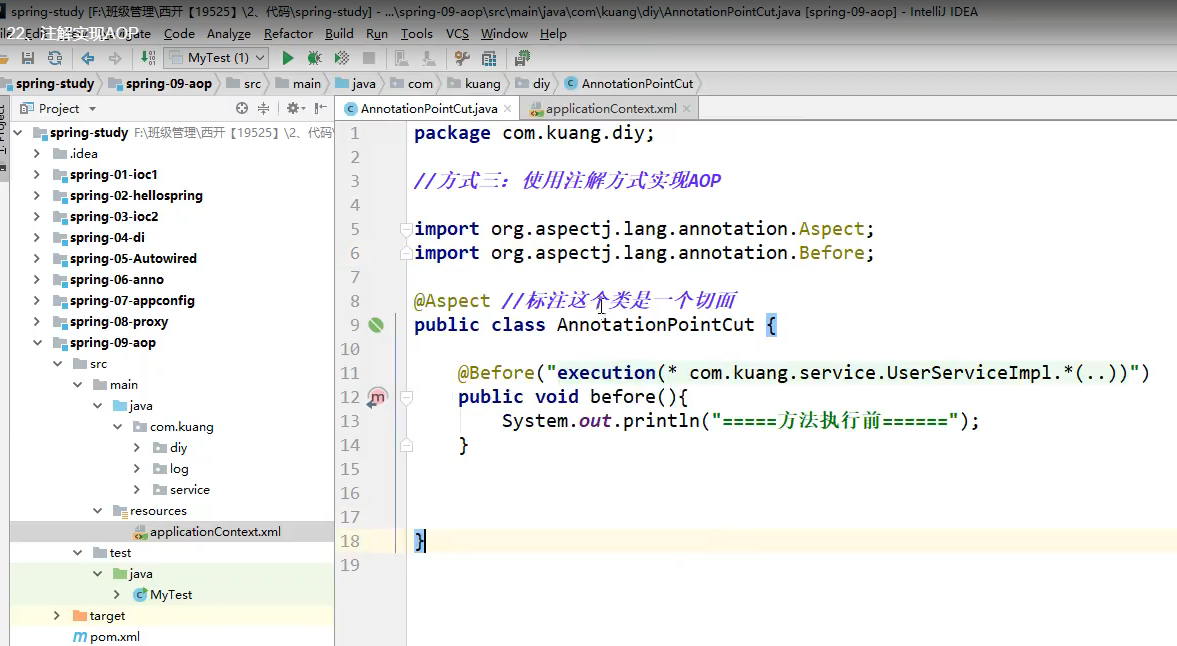 spring-study [F:\班级管理\西开【19525】\2、代码\spring-study] - ...\spring-09-aop\src\main\java\com\kuang\diy\AnnotationPointCut.java [spring-09-aop] - IntelliJ IDEA
22、注解实现AOP
Code Analyze Refactor Build Run Tools VCS Window Help
MyTest (1)
spring-study spring-09-aop src main java com kuang diy AnnotationPointCut
Project
AnnotationPointCut.java applicationContext.xml
spring-study F:\班级管理\西开【19525】\2、代码
.idea
spring-01-ioc1
spring-02-hellospring
spring-03-ioc2
spring-04-di
spring-05-Autowired
spring-06-anno
spring-07-appconfig
spring-08-proxy
spring-09-aop
src
main
java
com.kuang
diy
log
service
resources
applicationContext.xml
test
java
MyTest
target
pom.xml
1 package com.kuang.diy;
2
3 //方式三：使用注解方式实现AOP
4
5 import org.aspectj.lang.annotation.Aspect;
6 import org.aspectj.lang.annotation.Before;
7
8 @Aspect //标注这个类是一个切面
9 public class AnnotationPointCut {
10
11 @Before("execution(* com.kuang.service.UserServiceImpl.*(..))")
12 public void before(){
13 System.out.println("=====方法执行前======");
14 }
15
16
17
18 }
19